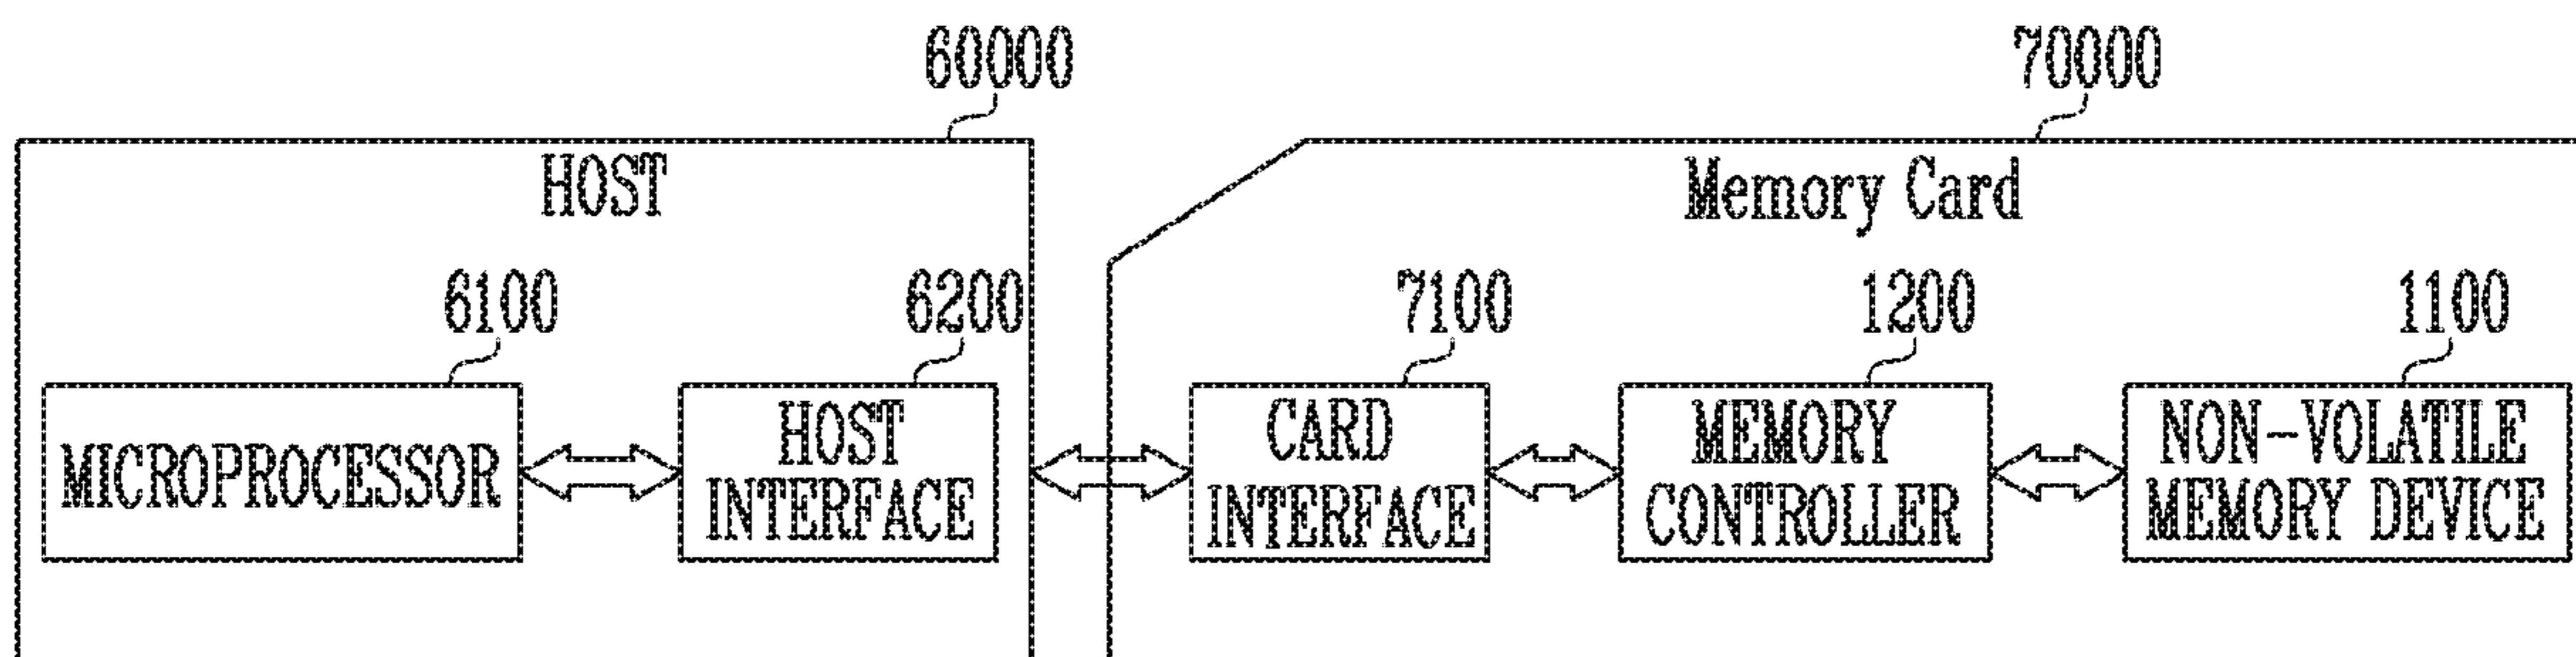 60000
70000
HOST
Memory Card
6100
6200
7100
1200
1100
MICROPROCESSOR
HOST
INTERFACE
CARD
INTERFACE
MEMORY
CONTROLLER
NON-VOLATILE
MEMORY DEVICE